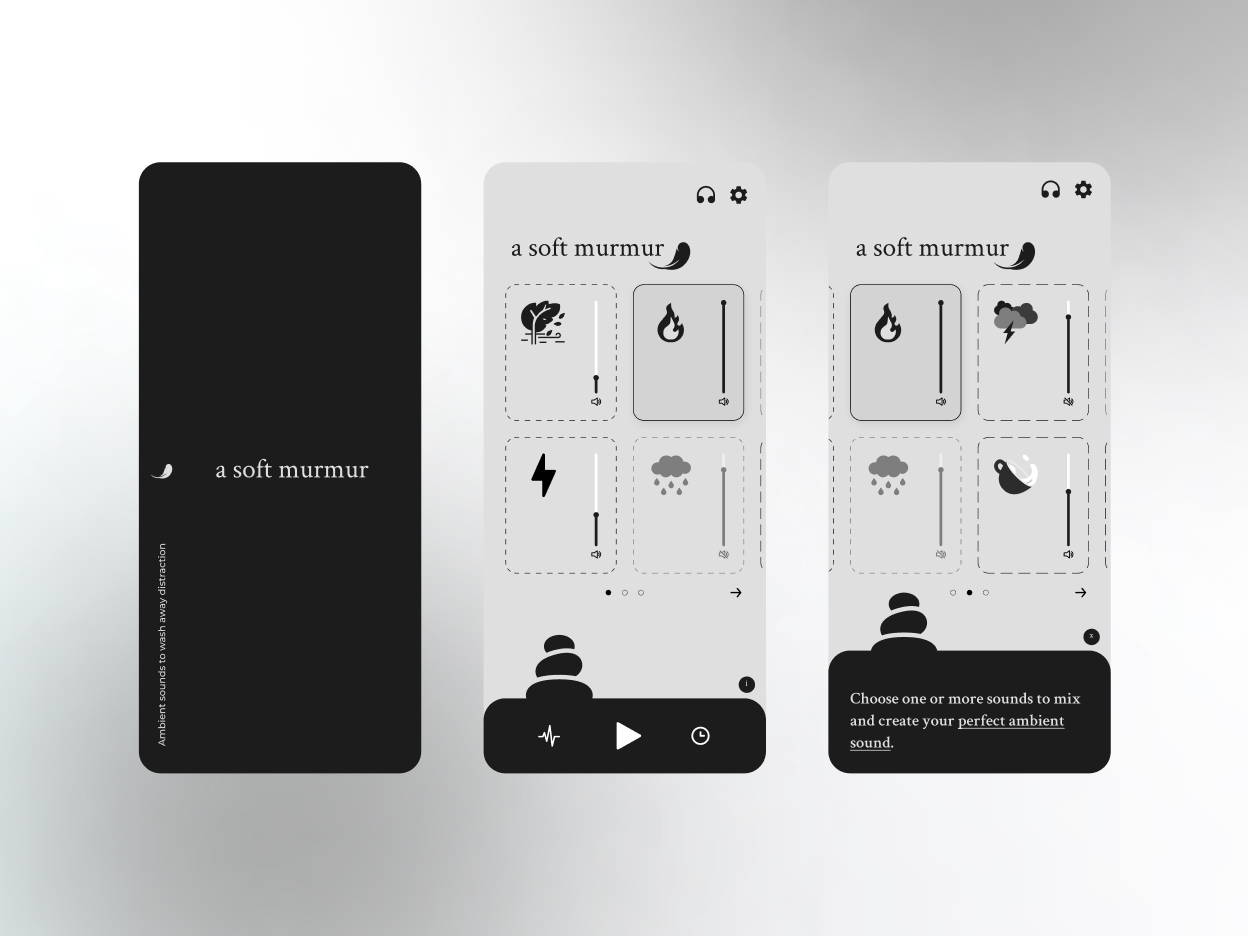 a soft murmur
Ambient sounds to wash away distraction
a soft murmur
i
a soft murmur
x
Choose one or more sounds to mix
and create your perfect ambient
sound.